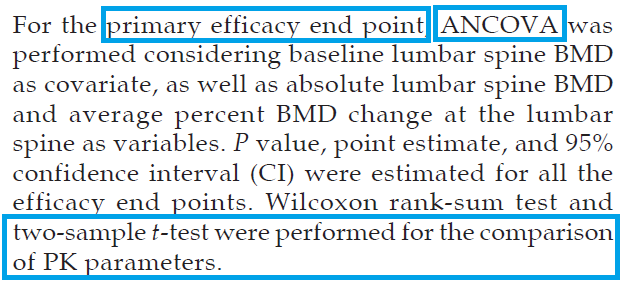 For the primary efficacy end point ANCOVA was
performed considering baseline lumbar spine BMD
as covariate, as well as absolute lumbar spine BMD
and average percent BMD change at the lumbar
spine as variables. P value, point estimate, and 95%
confidence interval (CI) were estimated for all the
efficacy end points. Wilcoxon rank-sum test and
two-sample t-test were performed for the comparison
of PK parameters.